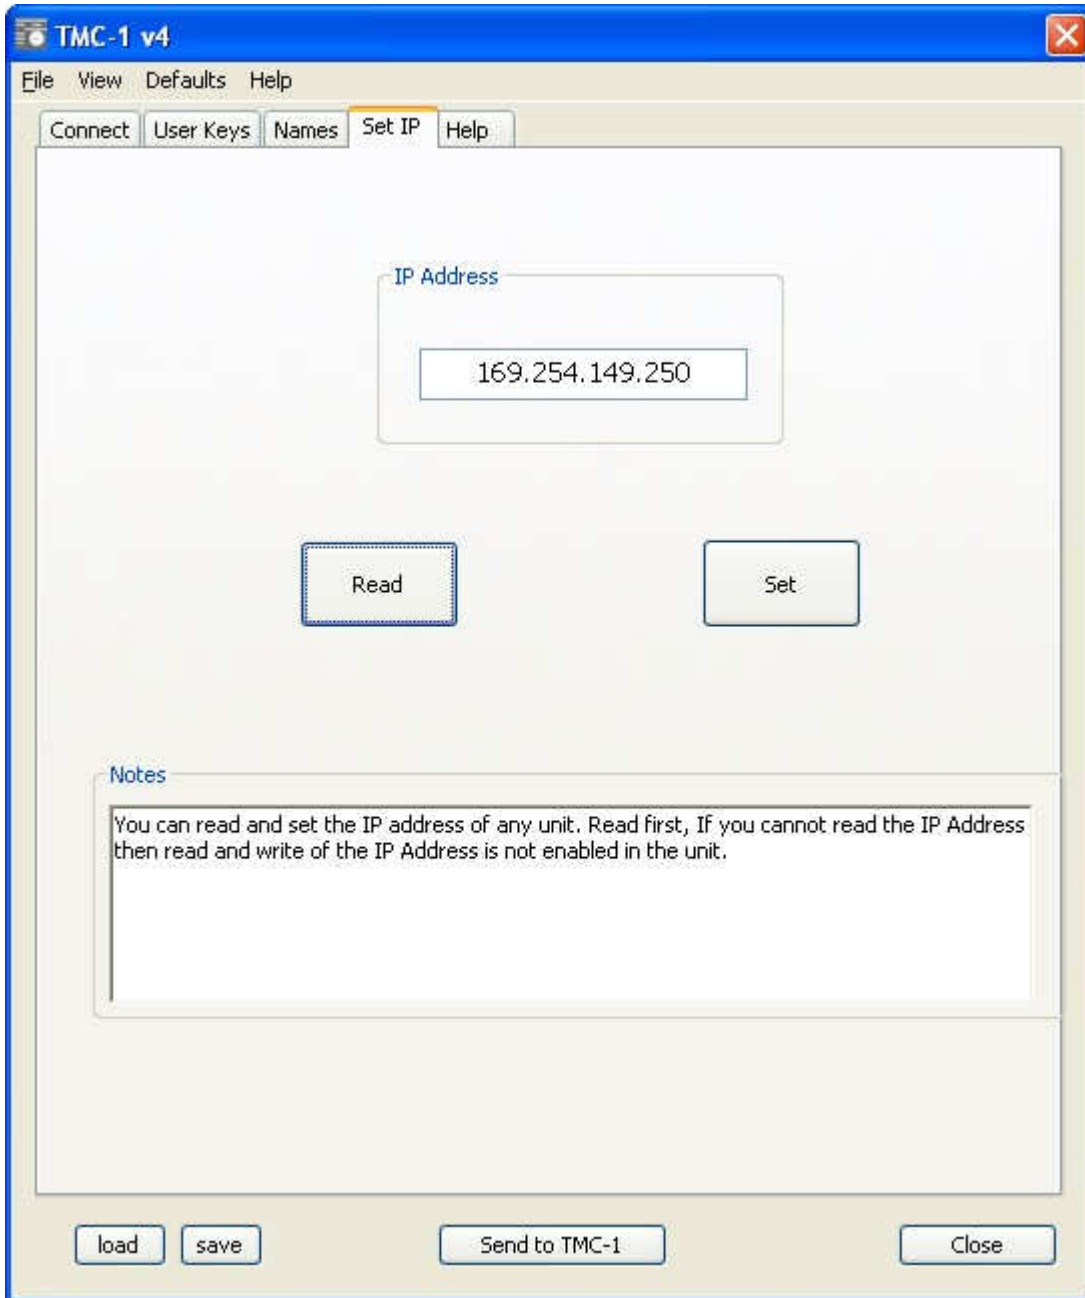 TMC-1 v4
File View Defaults Help
Connect User Keys Names Set IP Help
IP Address
169.254.149.250
Read Set
Notes
You can read and set the IP address of any unit. Read first, If you cannot read the IP Address
then read and write of the IP Address is not enabled in the unit.
load save Send to TMC-1 Close